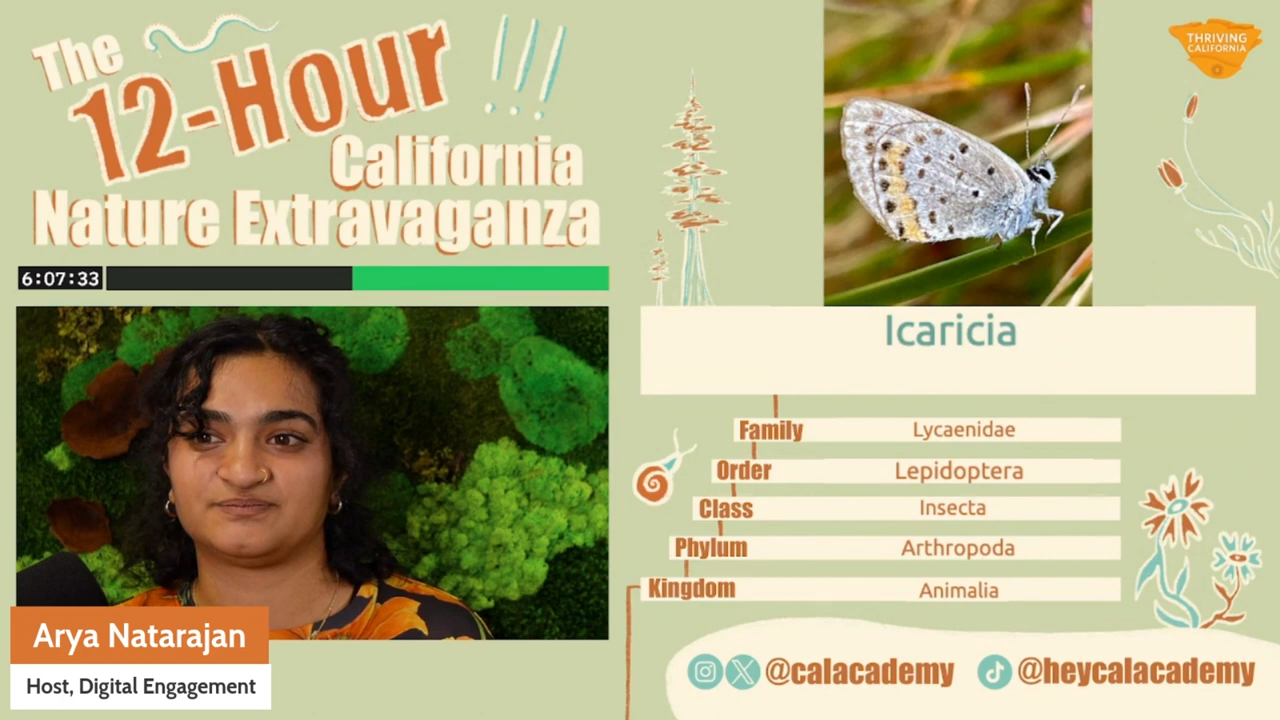 The
12-Hour !!!
California
Nature Extravaganza
6:07:33
Arya Natarajan
Host, Digital Engagement
THRIVING
CALIFORNIA
Icaricia
Family Lycaenidae
Order Lepidoptera
Class Insecta
Phylum Arthropoda
Kingdom Animalia
@calacademy @heycalacademy